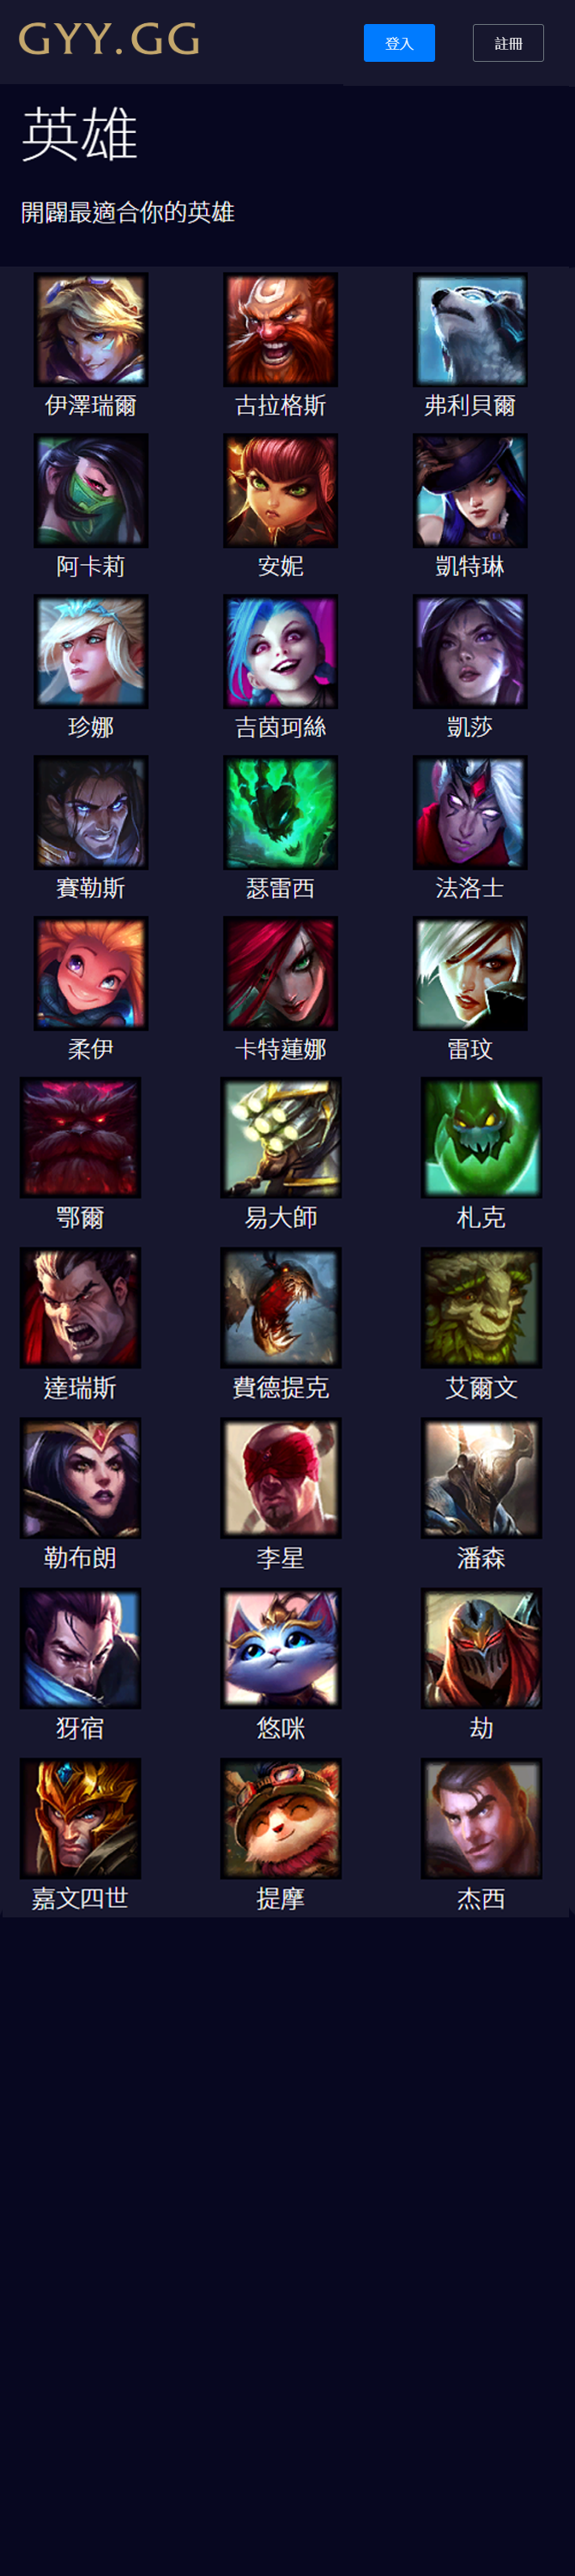 GYY.GG 登入 註冊
英雄
開闢最適合你的英雄
伊澤瑞爾 古拉格斯 弗利貝爾
阿卡莉 安妮 凱特琳
珍娜 吉茵珂絲 凱莎
賽勒斯 瑟雷西 法洛士
柔伊 卡特蓮娜 雷玟
鄂爾 易大師 札克
達瑞斯 費德提克 艾爾文
勒布朗 李星 潘森
犽宿 悠咪 劫
嘉文四世 提摩 杰西